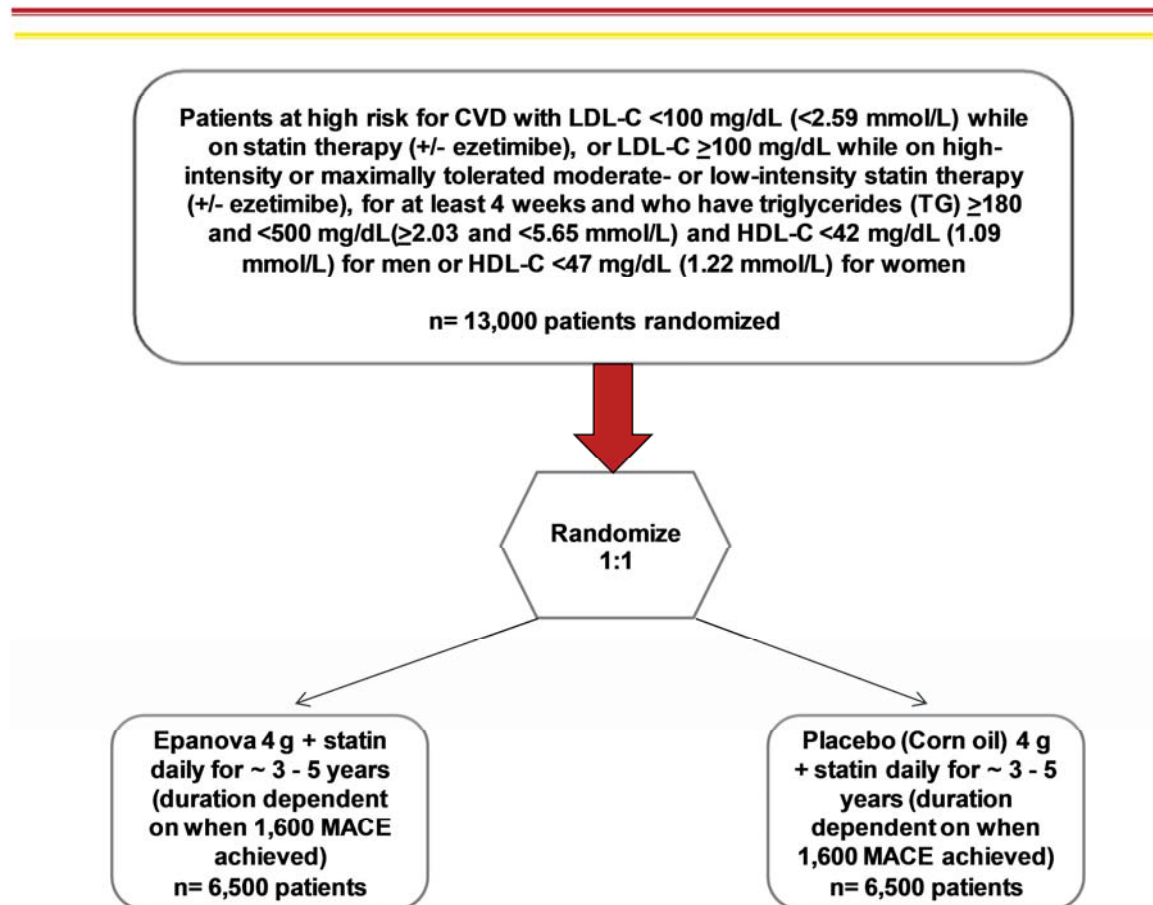 Patients at high risk for CVD with LDL-C <100 mg/dL (<2.59 mmol/L) while
on statin therapy (+/- ezetimibe), or LDL-C ≥100 mg/dL while on high-
intensity or maximally tolerated moderate- or low-intensity statin therapy
(+/- ezetimibe), for at least 4 weeks and who have triglycerides (TG) ≥180
and <500 mg/dL(≥2.03 and <5.65 mmol/L) and HDL-C <42 mg/dL (1.09
mmol/L) for men or HDL-C <47 mg/dL (1.22 mmol/L) for women
n= 13,000 patients randomized
Randomize
1:1
Epanova 4 g + statin
daily for ~ 3 - 5 years
(duration dependent
on when 1,600 MACE
achieved)
n= 6,500 patients
Placebo (Corn oil) 4 g
+ statin daily for ~ 3 - 5
years (duration
dependent on when
1,600 MACE achieved)
n= 6,500 patients